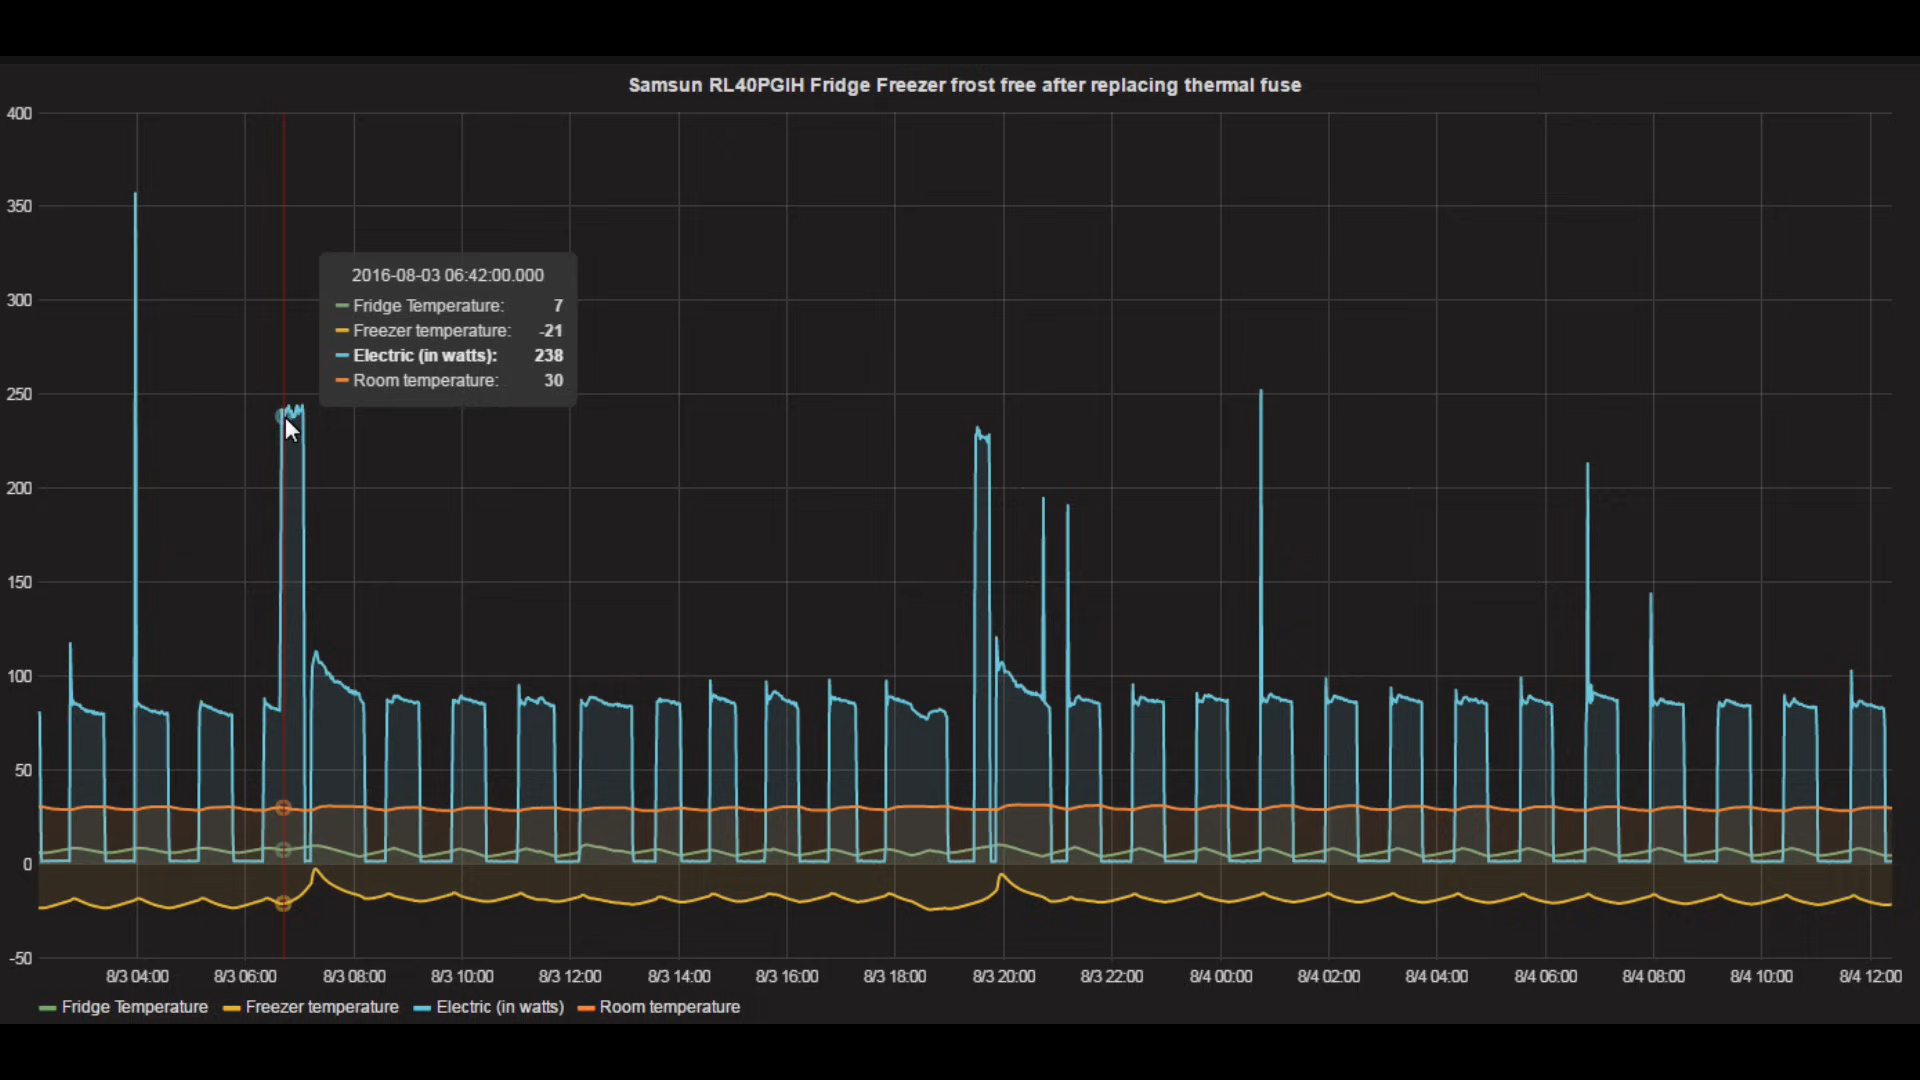 Samsun RL40PGIH Fridge Freezer frost free after replacing thermal fuse
400
350
300
250
200
150
100
50
0
-50
2016-08-03 06:42:00.000
Fridge Temperature: 7
Freezer temperature: -21
Electric (in watts): 238
Room temperature: 30
8/3 04:00 8/3 06:00 8/3 08:00 8/3 10:00 8/3 12:00 8/3 14:00 8/3 16:00 8/3 18:00 8/3 20:00 8/3 22:00 8/4 00:00 8/4 02:00 8/4 04:00 8/4 06:00 8/4 08:00 8/4 10:00 8/4 12:00
Fridge Temperature Freezer temperature Electric (in watts) Room temperature